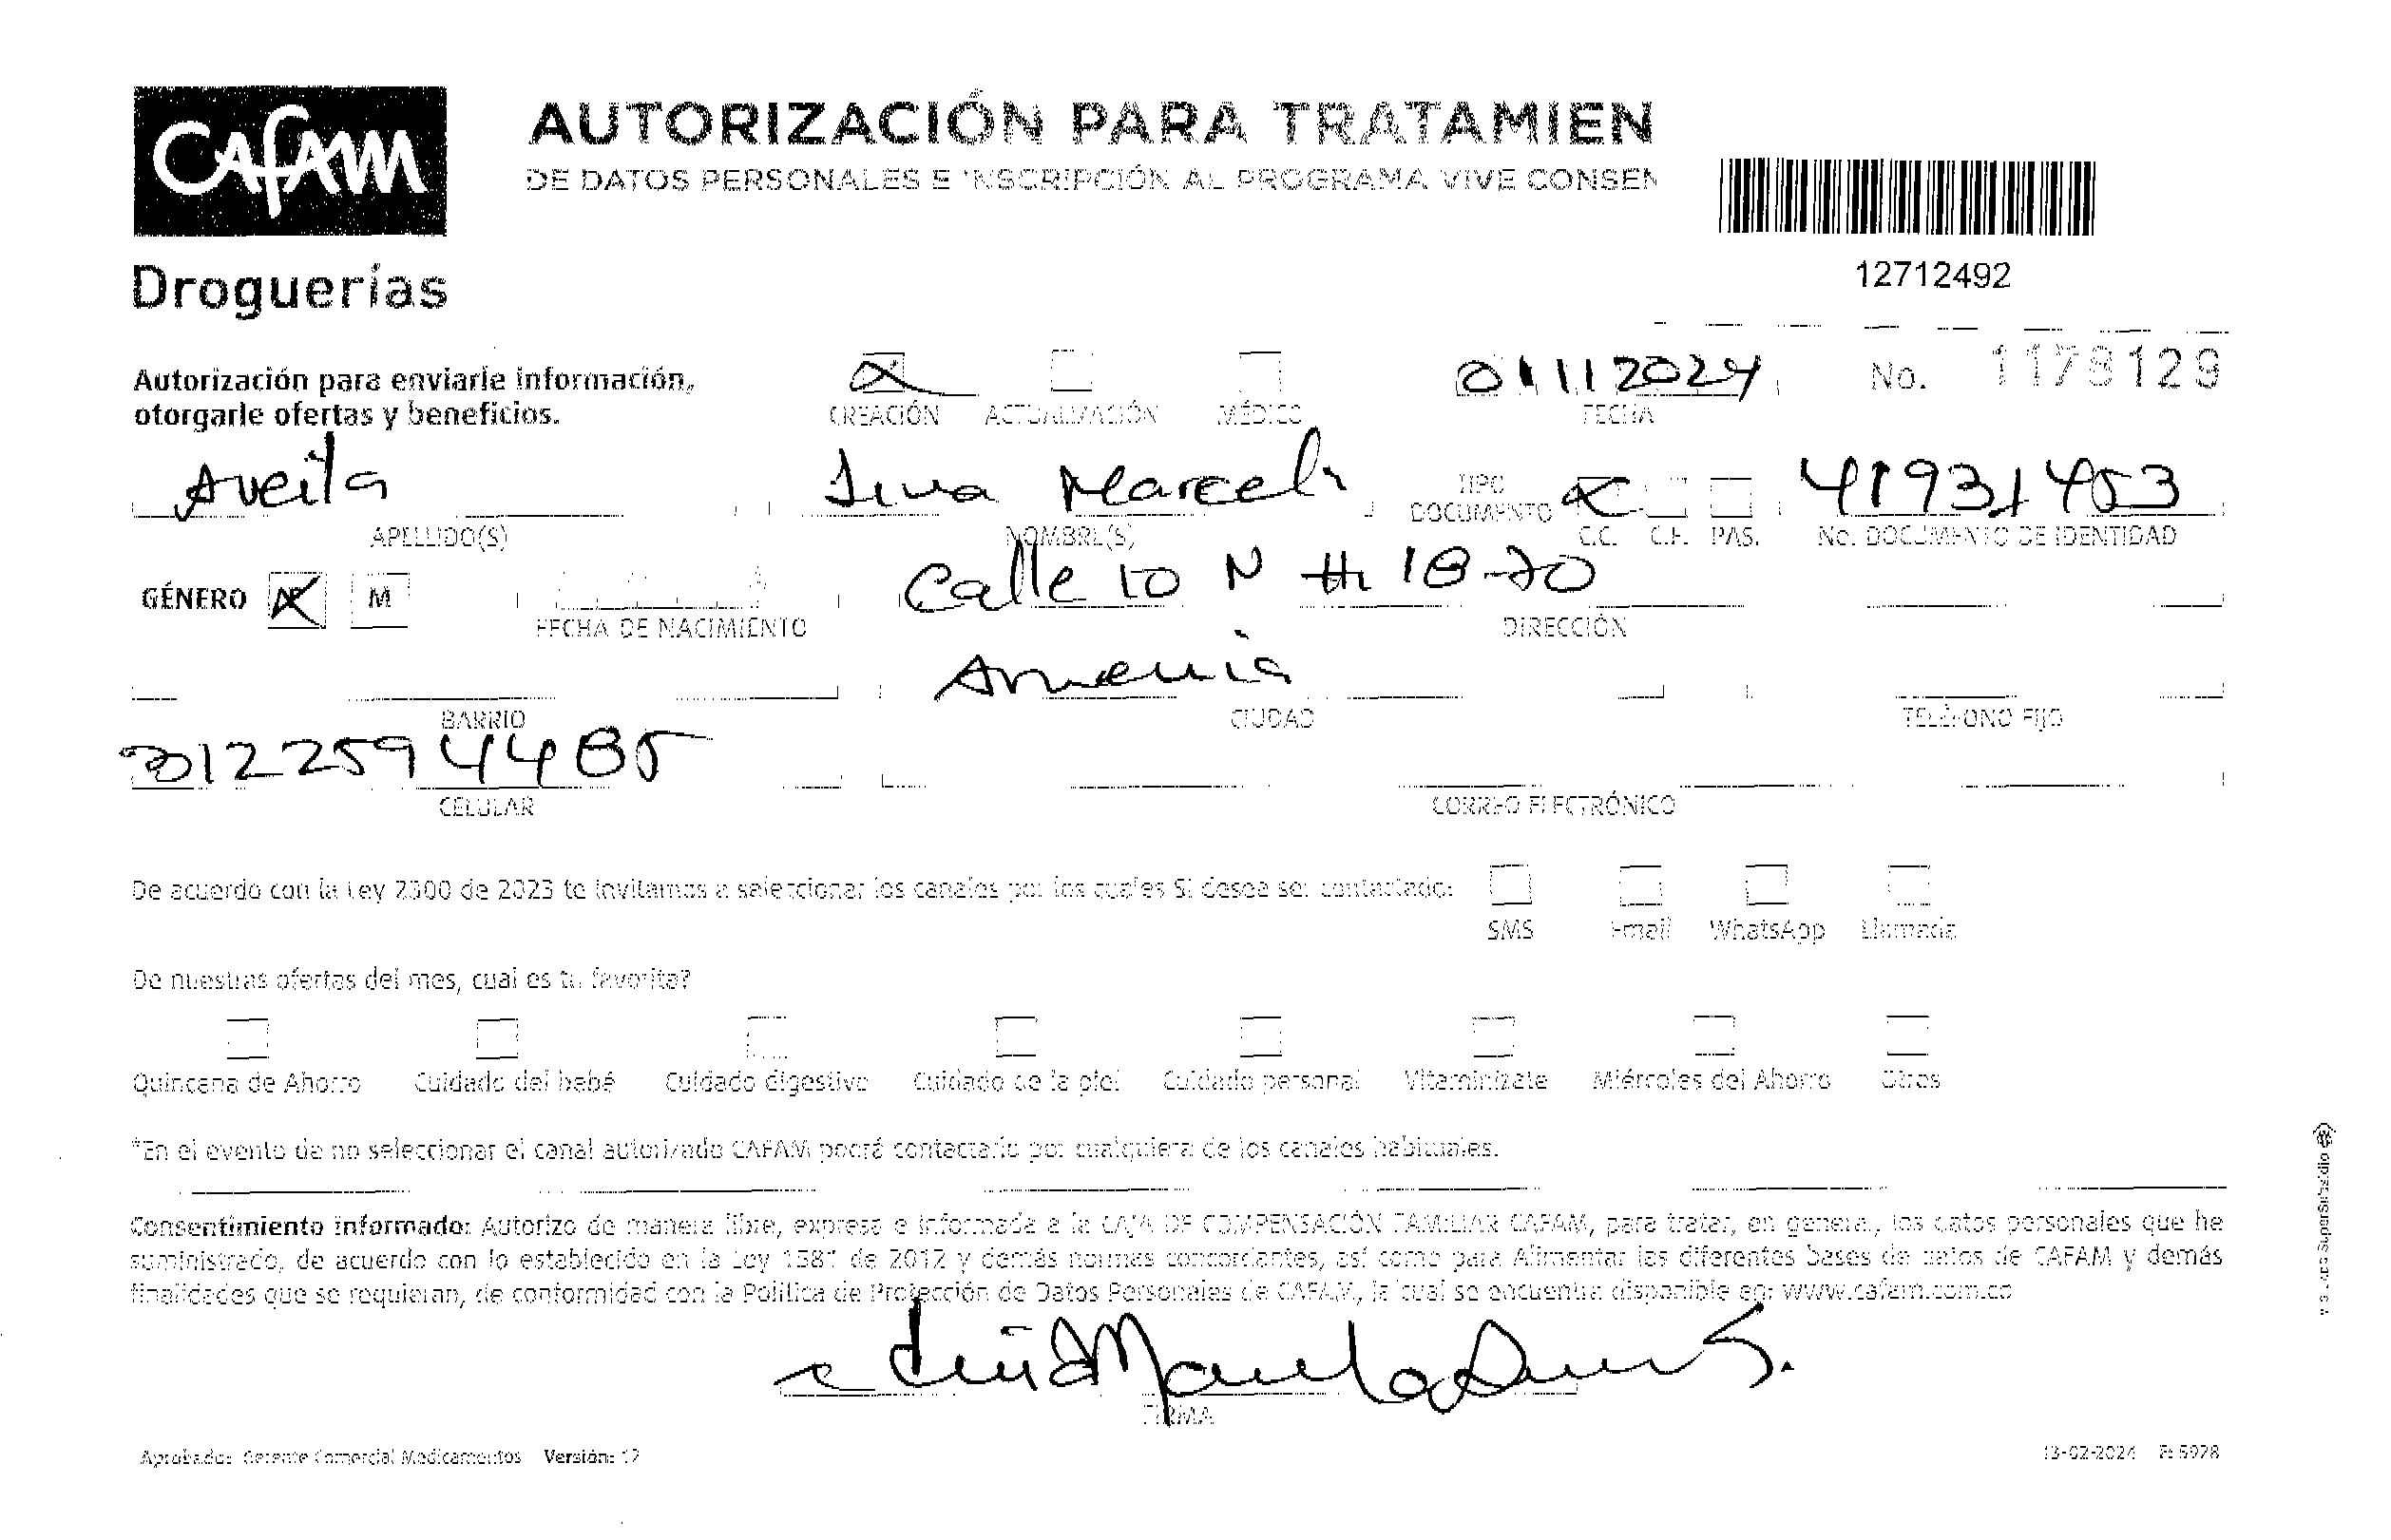 CAFAM
Droguerías
AUTORIZACIÓN PARA TRATAMIEN
DE DATOS PERSONALES E INSCRIPCIÓN AL PROGRAMA VIVE CONSEN
12712492
Autorización para enviarle información,
otorgarle ofertas y beneficios.
CREACIÓN ACTUALIZACIÓN MÉDICO
01112024
FECHA
No. 1178129
Marcela
41931403
APELLIDO(S) NOMBRE(S) TIPO DOCUMENTO C.C. C.E. PAS. No. DOCUMENTO DE IDENTIDAD
Calle 10 N # 18-70
GÉNERO F M FECHA DE NACIMIENTO DIRECCIÓN
Armenia
BARRIO CIUDAD TELÉFONO FIJO
30122594485
CELULAR CORREO ELECTRÓNICO
De acuerdo con la Ley 2300 de 2023 te invitamos a seleccionar los canales por los cuales SI desea ser contactado:
SMS Email WhatsApp Llamada
De nuestras ofertas del mes, cual es tu favorita?
Quincena de Ahorro Cuidado del bebé Cuidado digestivo Cuidado de la piel Cuidado personal Vitaminízate Miércoles del Ahorro Otros
*En el evento de no seleccionar el canal autorizado CAFAM podrá contactarlo por cualquiera de los canales habituales.
Consentimiento informado: Autorizo de manera libre, expresa e informada a la CAJA DE COMPENSACIÓN FAMILIAR CAFAM, para tratar, en general, los datos personales que he
suministrado, de acuerdo con lo establecido en la Ley 1581 de 2012 y demás normas concordantes, así como para Alimentar las diferentes bases de datos de CAFAM y demás
finalidades que se requieran, de conformidad con la Política de Protección de Datos Personales de CAFAM, la cual se encuentra disponible en: www.cafam.com.co
FIRMA
Aprobado: Gerente Comercial Medicamentos Versión: 12
13-02-2024
SuperSubsidio